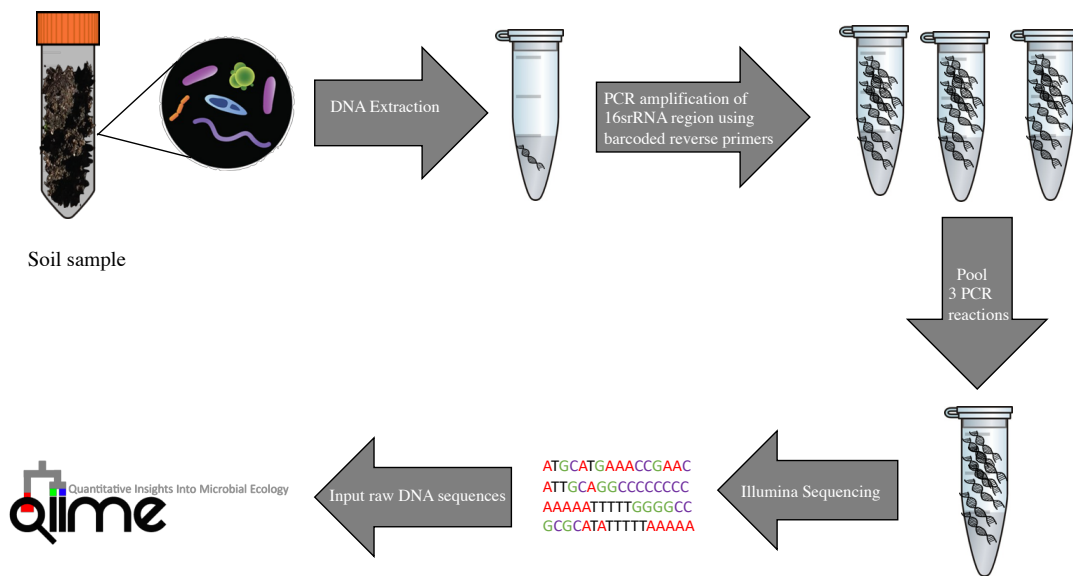 DNA Extraction
PCR amplification of
16srRNA region using
barcoded reverse primers
Soil sample
Pool
3 PCR
reactions
Illumina Sequencing
ATGCATGAAACCGAAC
ATTGCAGGCCCCCCCC
AAAAATTTTTGGGGCC
GCGCATATTTTTAAAAA
Input raw DNA sequences
Quantitative Insights Into Microbial Ecology
Qiime